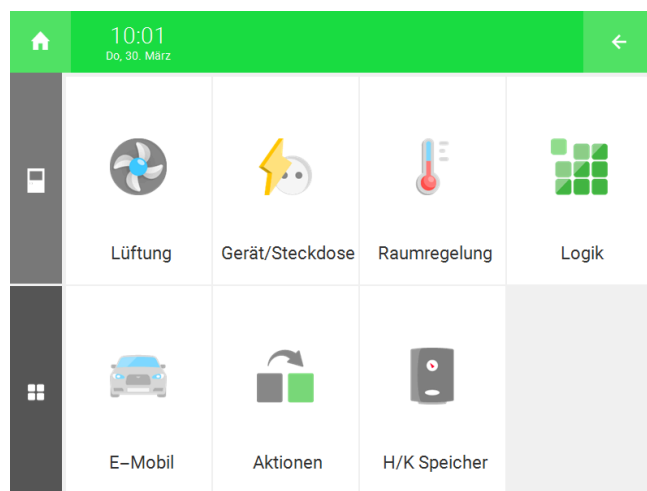 10:01
Do, 30. März
Lüftung
Gerät/Steckdose
Raumregelung
Logik
E–Mobil
Aktionen
H/K Speicher